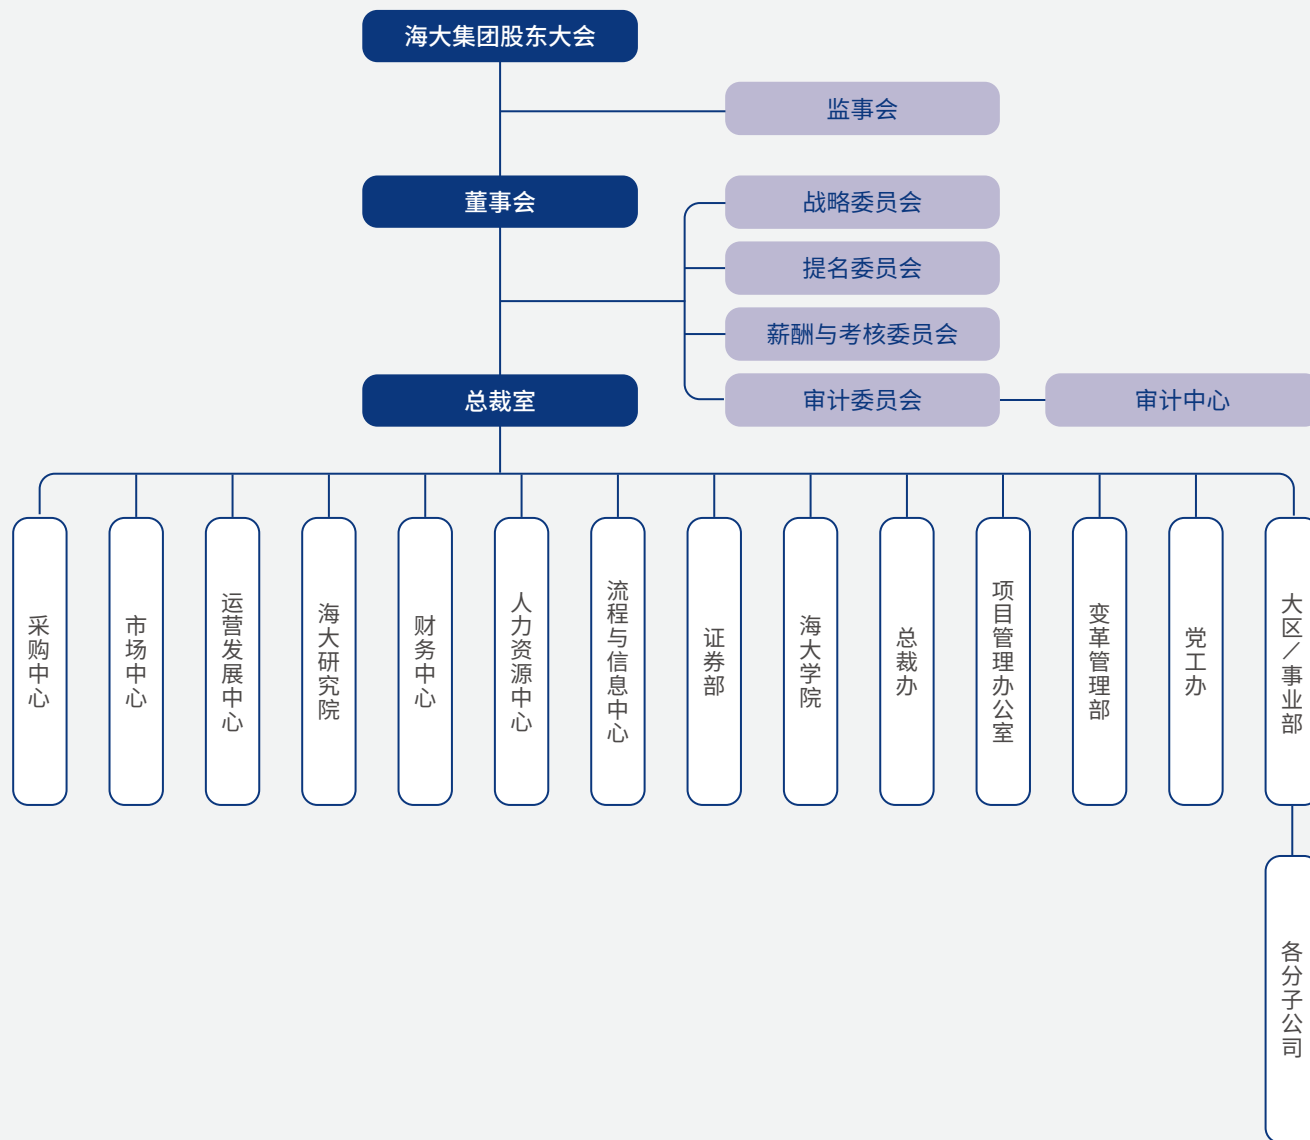 海大集团股东大会
监事会
董事会
战略委员会
提名委员会
薪酬与考核委员会
总裁室
审计委员会
审计中心
采购中心
市场中心
运营发展中心
海大研究院
财务中心
人力资源中心
流程与信息中心
证券部
海大学院
总裁办
项目管理办公室
变革管理部
党工办
大区／事业部
各分子公司